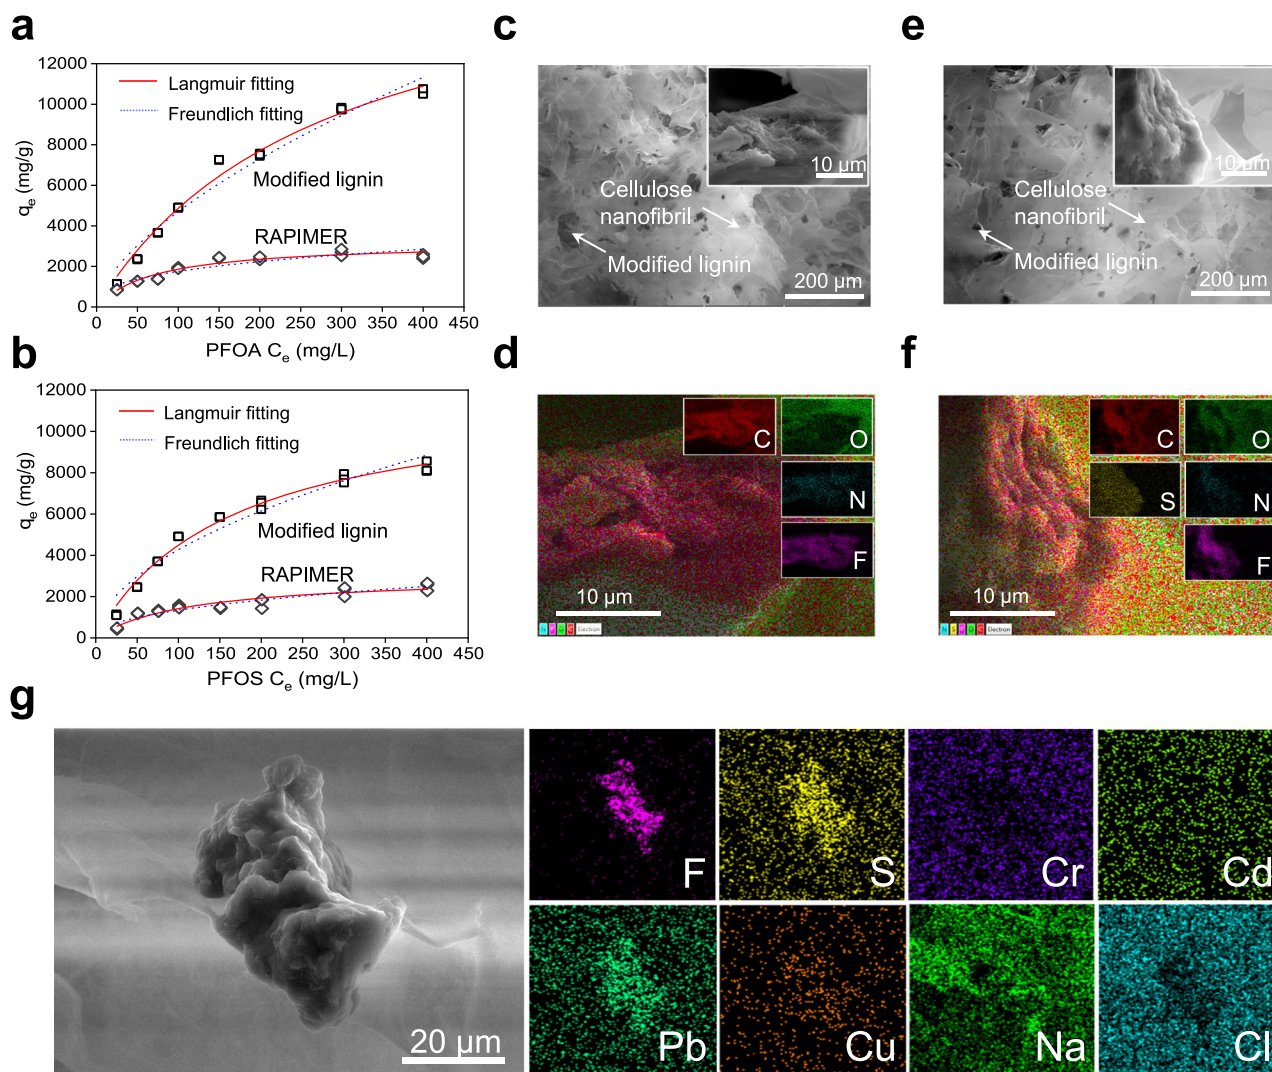 a
12000
10000
8000
6000
4000
2000
0
qe (mg/g)
Langmuir fitting
Freundlich fitting
Modified lignin
RAPIMER
0 50 100 150 200 250 300 350 400 450
PFOA Ce (mg/L)
b
12000
10000
8000
6000
4000
2000
0
qe (mg/g)
Langmuir fitting
Freundlich fitting
Modified lignin
RAPIMER
0 50 100 150 200 250 300 350 400 450
PFOS Ce (mg/L)
c
10 µm
Cellulose
nanofibril
Modified lignin
200 µm
d
C
O
N
F
10 µm
Electron
e
10 µm
Cellulose
nanofibril
Modified lignin
200 µm
f
C
O
S
N
F
10 µm
Electron
g
20 µm
F
S
Cr
Cd
Pb
Cu
Na
Cl